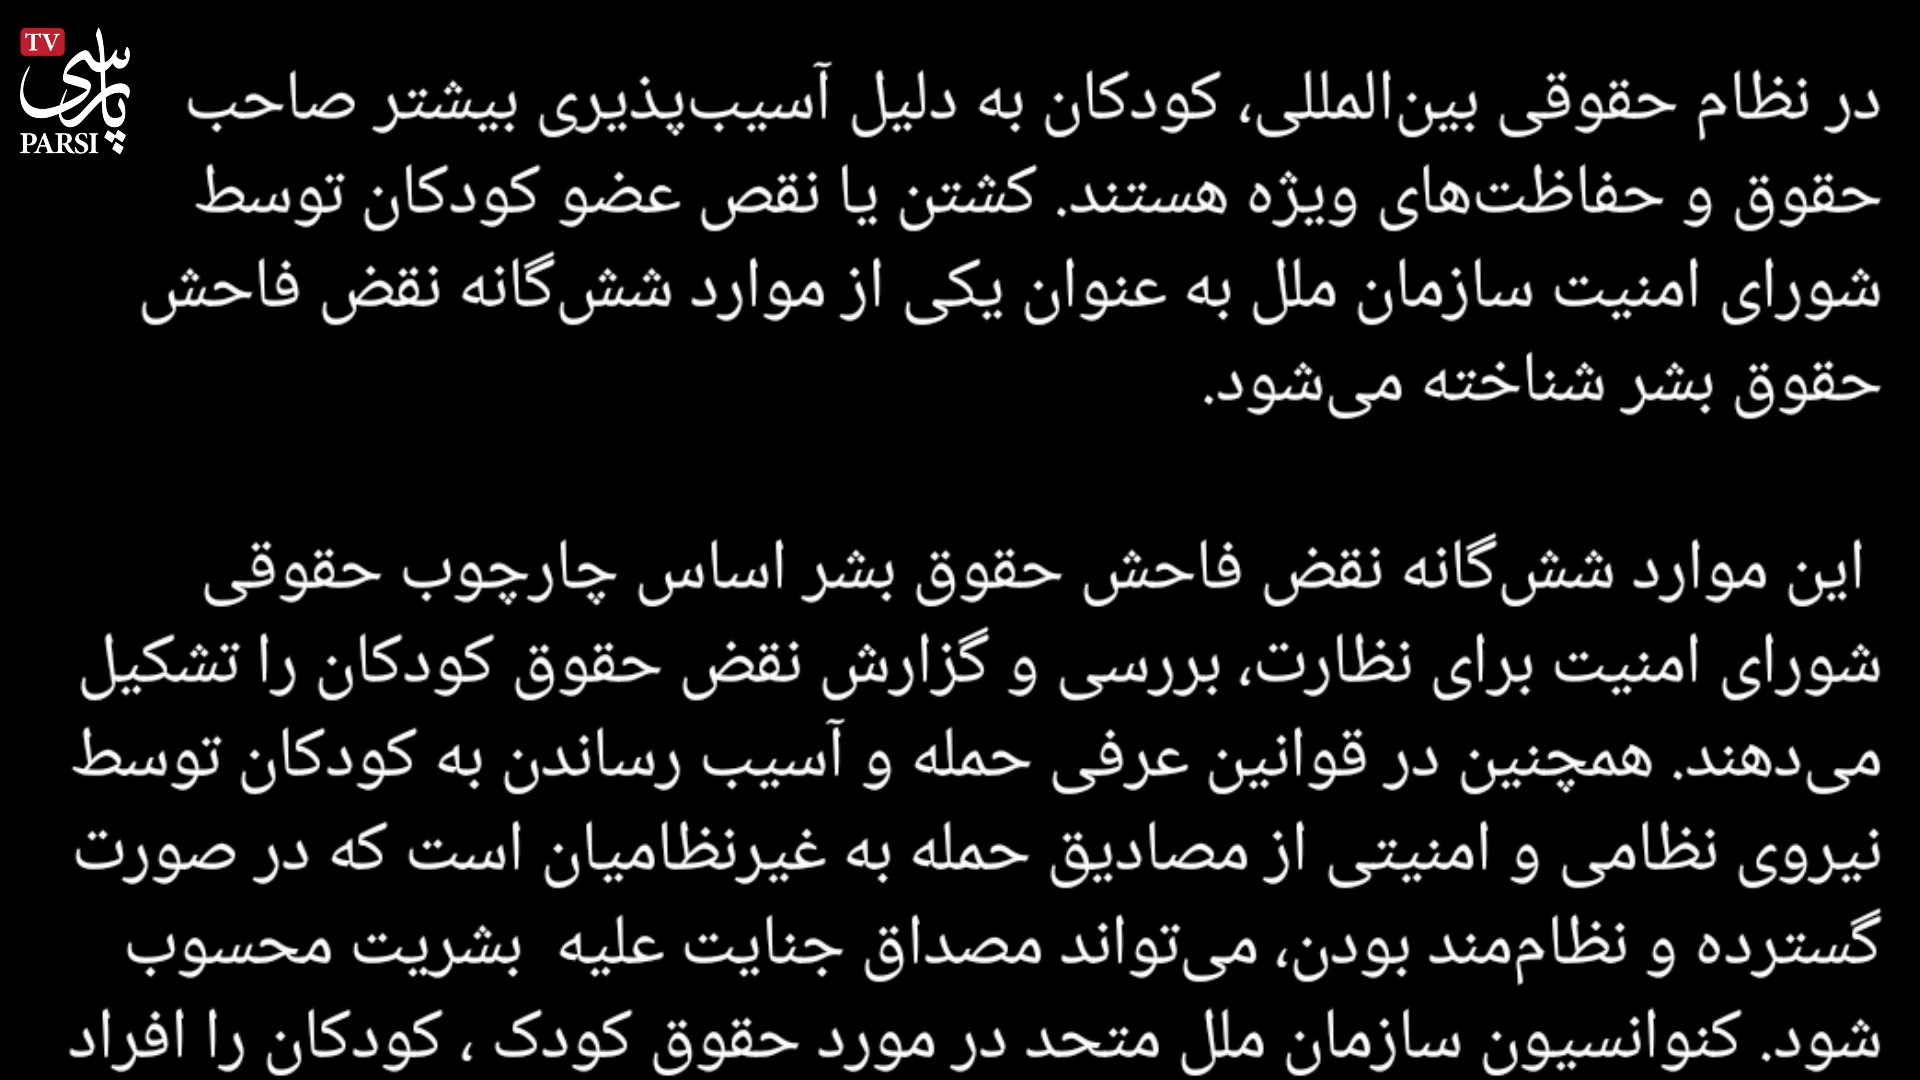 TV
پارسی
PARSI
در نظام حقوقی بین‌المللی، کودکان به دلیل آسیب‌پذیری بیشتر صاحب
حقوق و حفاظت‌های ویژه هستند. کشتن یا نقص عضو کودکان توسط
شورای امنیت سازمان ملل به عنوان یکی از موارد شش‌گانه نقض فاحش
حقوق بشر شناخته می‌شود.
این موارد شش‌گانه نقض فاحش حقوق بشر اساس چارچوب حقوقی
شورای امنیت برای نظارت، بررسی و گزارش نقض حقوق کودکان را تشکیل
می‌دهند. همچنین در قوانین عرفی حمله و آسیب رساندن به کودکان توسط
نیروی نظامی و امنیتی از مصادیق حمله به غیرنظامیان است که در صورت
گسترده و نظام‌مند بودن، می‌تواند مصداق جنایت علیه  بشریت محسوب
شود. کنوانسیون سازمان ملل متحد در مورد حقوق کودک ، کودکان را افراد